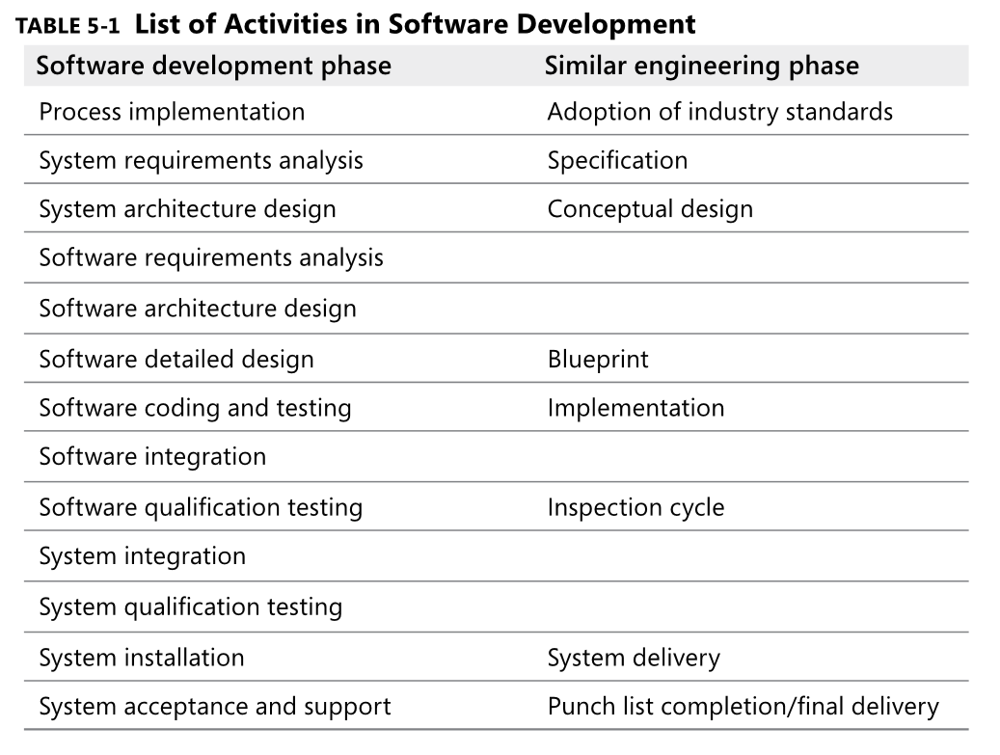 TABLE 5-1 List of Activities in Software Development
Software development phase Similar engineering phase
Process implementation Adoption of industry standards
System requirements analysis Specification
System architecture design Conceptual design
Software requirements analysis
Software architecture design
Software detailed design Blueprint
Software coding and testing Implementation
Software integration
Software qualification testing Inspection cycle
System integration
System qualification testing
System installation System delivery
System acceptance and support Punch list completion/final delivery